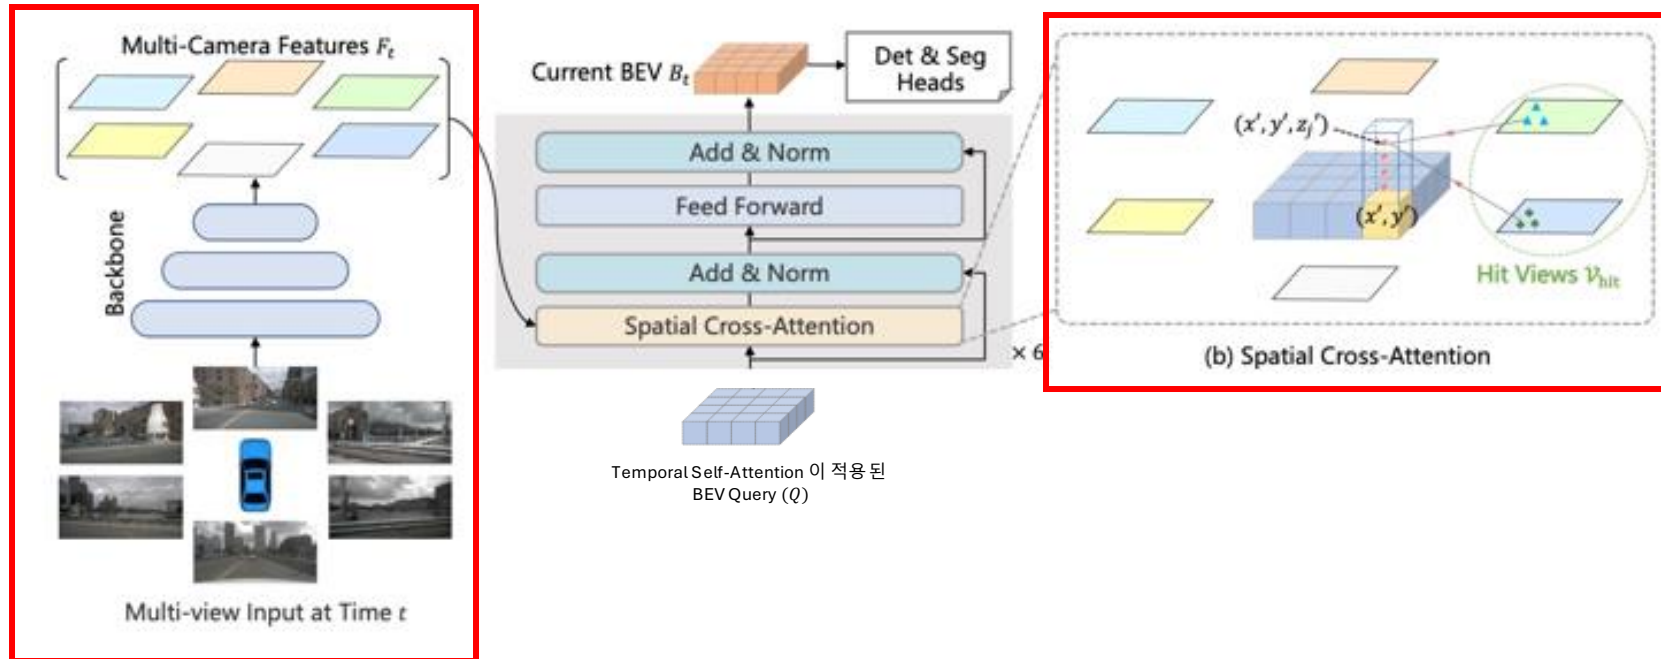 Multi-Camera Features F_t
Backbone
Multi-view Input at Time t
Current BEV B_t
Det & Seg
Heads
Add & Norm
Feed Forward
Add & Norm
Spatial Cross-Attention
× 6
Temporal Self-Attention 이 적용된
BEV Query (Q)
(x′, y′, z_j′)
(x′, y′)
Hit Views 𝒱_hit
(b) Spatial Cross-Attention